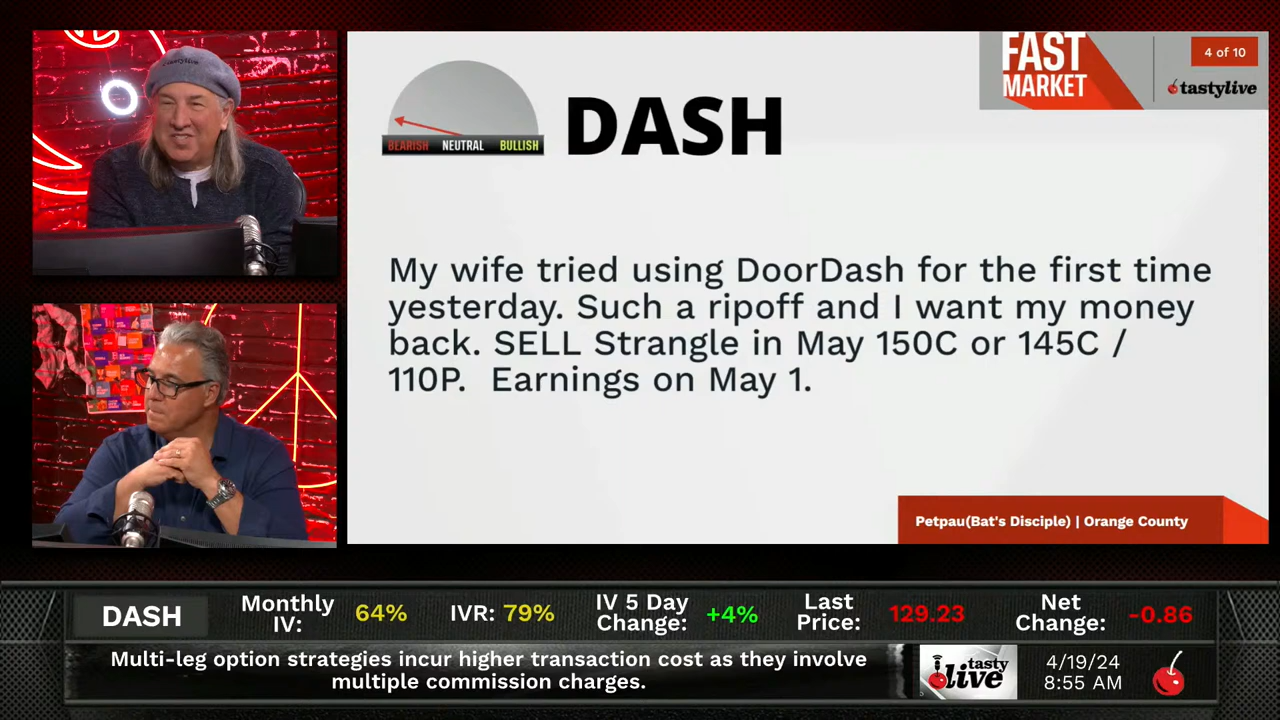 FAST
MARKET
4 of 10
tastylive
BEARISH NEUTRAL BULLISH
DASH
My wife tried using DoorDash for the first time
yesterday. Such a ripoff and I want my money
back. SELL Strangle in May 150C or 145C /
110P. Earnings on May 1.
Petpau(Bat's Disciple) | Orange County
DASH
Monthly
IV:
64%
IVR: 79%
IV 5 Day
Change:
+4%
Last
Price:
129.23
Net
Change:
-0.86
Multi-leg option strategies incur higher transaction cost as they involve
multiple commission charges.
tasty
live
4/19/24
8:55 AM